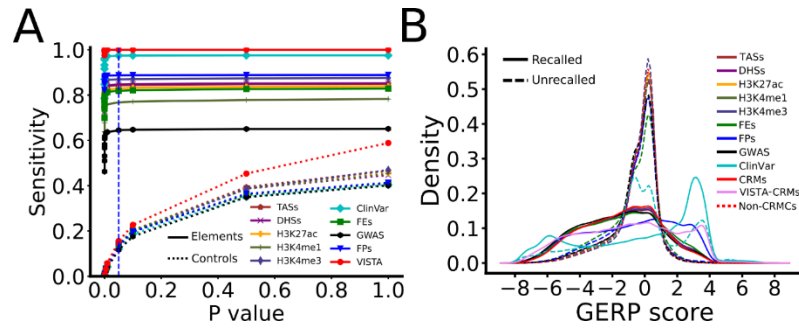 A
Sensitivity
1.0
0.8
0.6
0.4
0.2
0.0
0.0 0.2 0.4 0.6 0.8 1.0
P value
Elements
Controls
TASs
DHSs
H3K27ac
H3K4me1
H3K4me3
ClinVar
FEs
GWAS
FPs
VISTA
B
Density
0.6
0.5
0.4
0.3
0.2
0.1
0.0
−8 −6 −4 −2 0 2 4 6 8
GERP score
Recalled
Unrecalled
TASs
DHSs
H3K27ac
H3K4me1
H3K4me3
FEs
FPs
GWAS
ClinVar
CRMs
VISTA-CRMs
Non-CRMCs